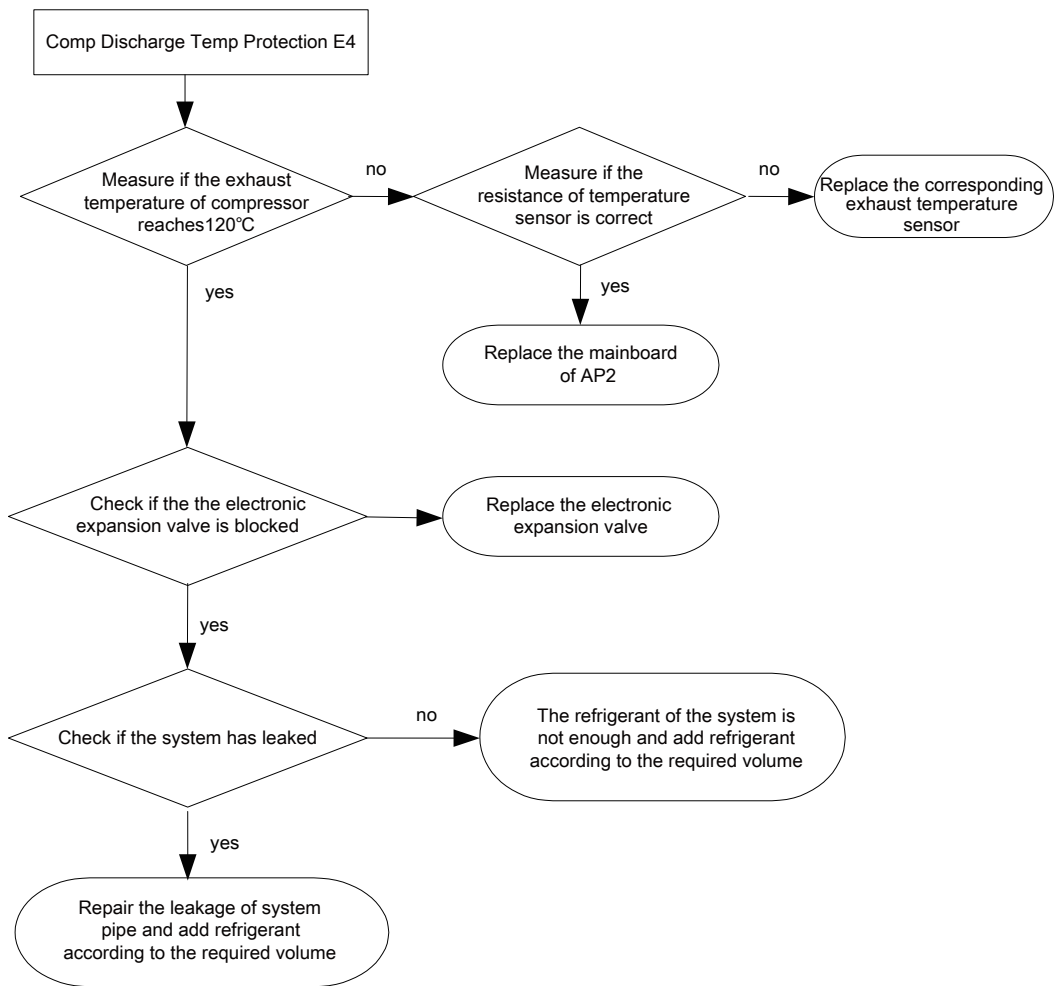 Comp Discharge Temp Protection E4
Measure if the exhaust
temperature of compressor
reaches120℃
no
Measure if the
resistance of temperature
sensor is correct
no
Replace the corresponding
exhaust temperature
sensor
yes
yes
Replace the mainboard
of AP2
Check if the the electronic
expansion valve is blocked
Replace the electronic
expansion valve
yes
Check if the system has leaked
no
The refrigerant of the system is
not enough and add refrigerant
according to the required volume
yes
Repair the leakage of system
pipe and add refrigerant
according to the required volume